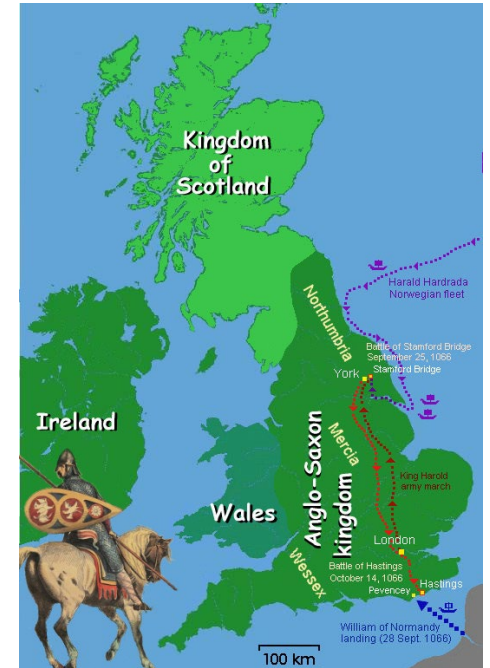 Kingdom
of
Scotland
Harald Hardrada
Norwegian fleet
Northumbria
Battle of Stamford Bridge
September 25, 1066
Stamford Bridge
York
Ireland
Mercia
Anglo-Saxon
kingdom
King Harold
army march
Wales
London
Wessex
Battle of Hastings
October 14, 1066
Hastings
Pevencey
William of Normandy
landing (28 Sept. 1066)
100 km